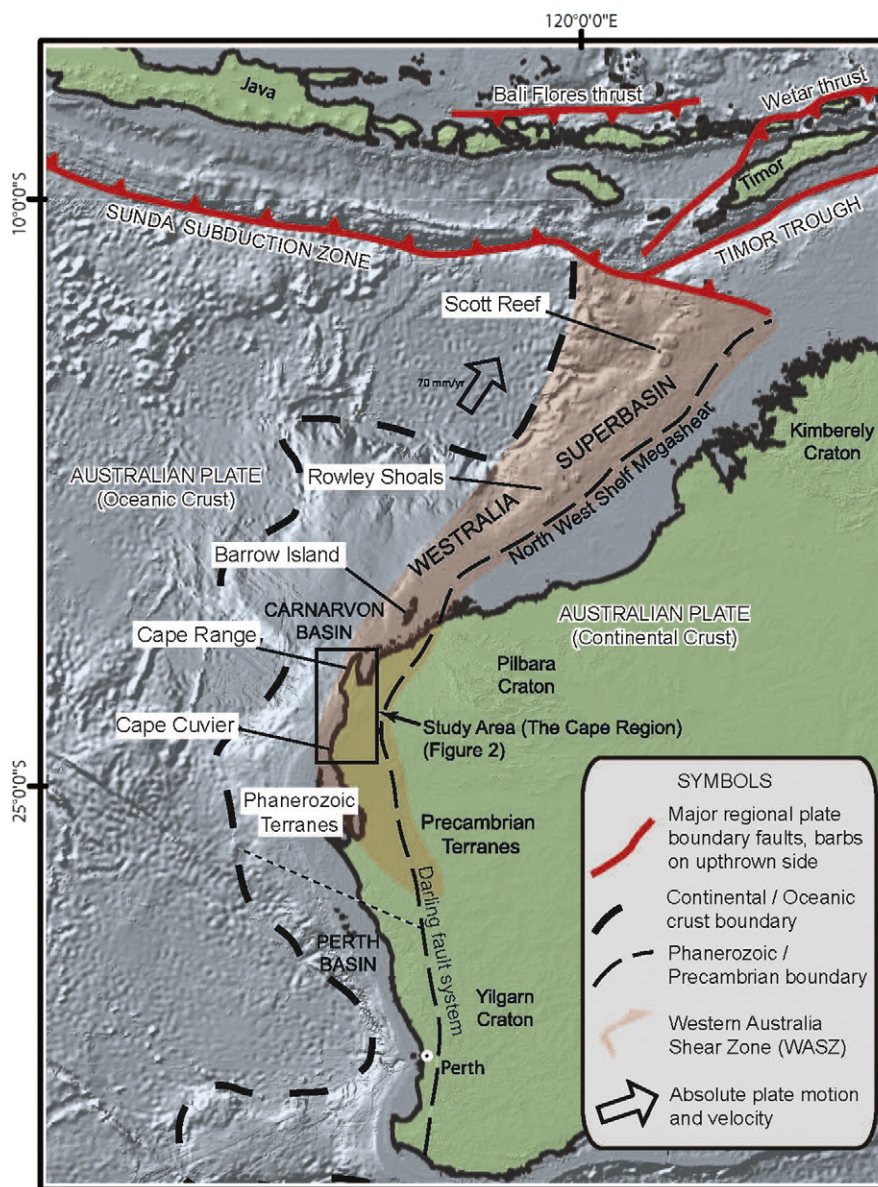 120°0'0"E
Java
Bali Flores thrust
Wetar thrust
Timor
10°0'0"S
SUNDA SUBDUCTION ZONE
TIMOR TROUGH
Scott Reef
70 mm/yr
WESTRALIA SUPERBASIN
North West Shelf Megashear
Kimberely
Craton
AUSTRALIAN PLATE
(Oceanic Crust)
Rowley Shoals
Barrow Island
CARNARVON
BASIN
AUSTRALIAN PLATE
(Continental Crust)
Cape Range
Pilbara
Craton
Cape Cuvier
Study Area (The Cape Region)
(Figure 2)
25°0'0"S
Phanerozoic
Terranes
Precambrian
Terranes
Darling fault system
PERTH
BASIN
Yilgarn
Craton
Perth
SYMBOLS
Major regional plate
boundary faults, barbs
on upthrown side
Continental / Oceanic
crust boundary
Phanerozoic /
Precambrian boundary
Western Australia
Shear Zone (WASZ)
Absolute plate motion
and velocity